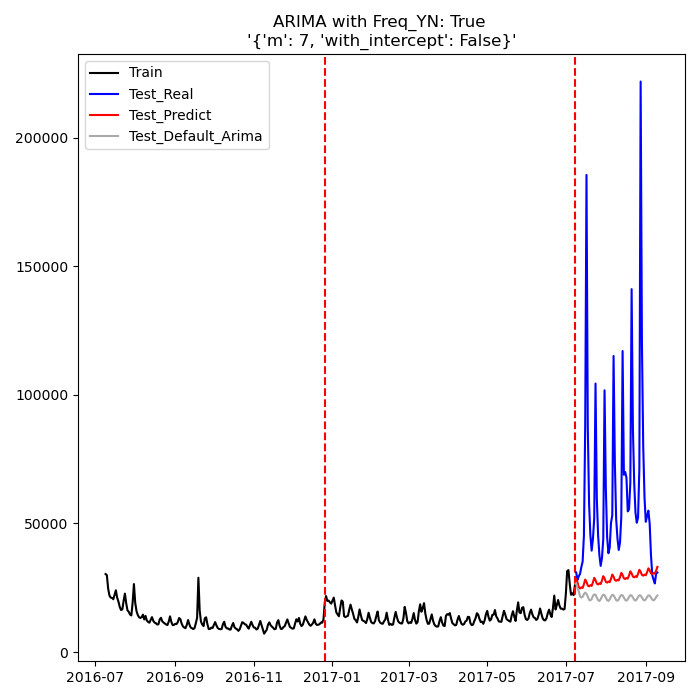 ARIMA with Freq_YN: True
'{'m': 7, 'with_intercept': False}'
Train
Test_Real
Test_Predict
Test_Default_Arima
200000
150000
100000
50000
0
2016-07 2016-09 2016-11 2017-01 2017-03 2017-05 2017-07 2017-09